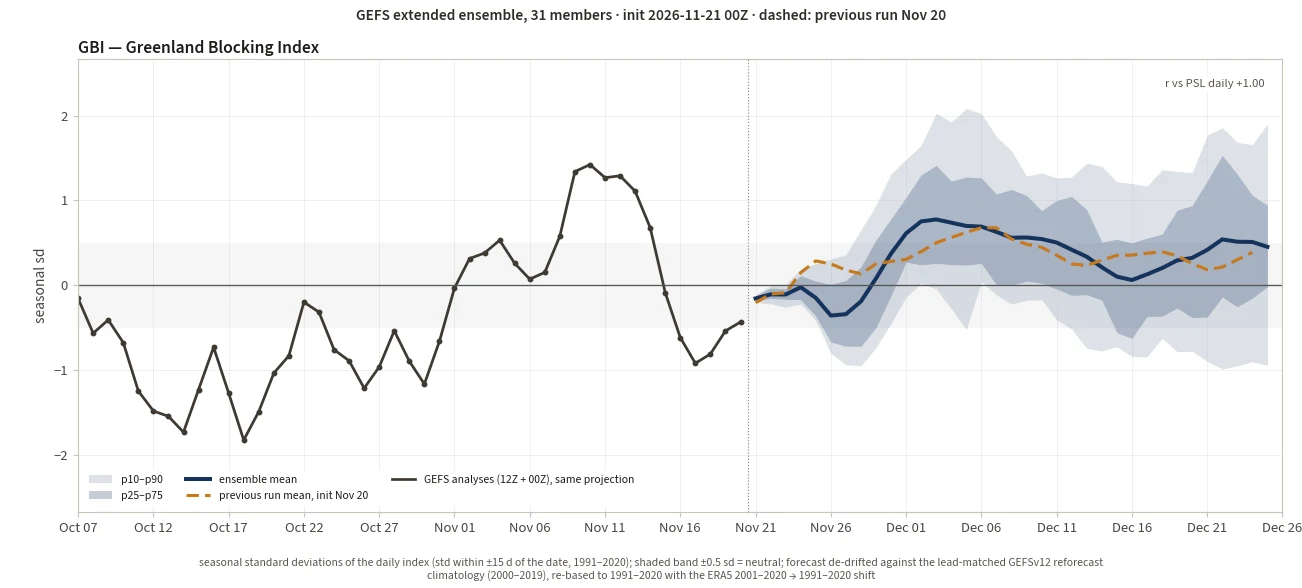 GEFS extended ensemble, 31 members · init 2026-11-21 00Z · dashed: previous run Nov 20
GBI — Greenland Blocking Index
r vs PSL daily +1.00
seasonal sd
2
1
0
−1
−2
p10–p90
ensemble mean
GEFS analyses (12Z + 00Z), same projection
p25–p75
previous run mean, init Nov 20
Oct 07
Oct 12
Oct 17
Oct 22
Oct 27
Nov 01
Nov 06
Nov 11
Nov 16
Nov 21
Nov 26
Dec 01
Dec 06
Dec 11
Dec 16
Dec 21
Dec 26
seasonal standard deviations of the daily index (std within ±15 d of the date, 1991–2020); shaded band ±0.5 sd = neutral; forecast de-drifted against the lead-matched GEFSv12 reforecast
climatology (2000–2019), re-based to 1991–2020 with the ERA5 2001–2020 → 1991–2020 shift